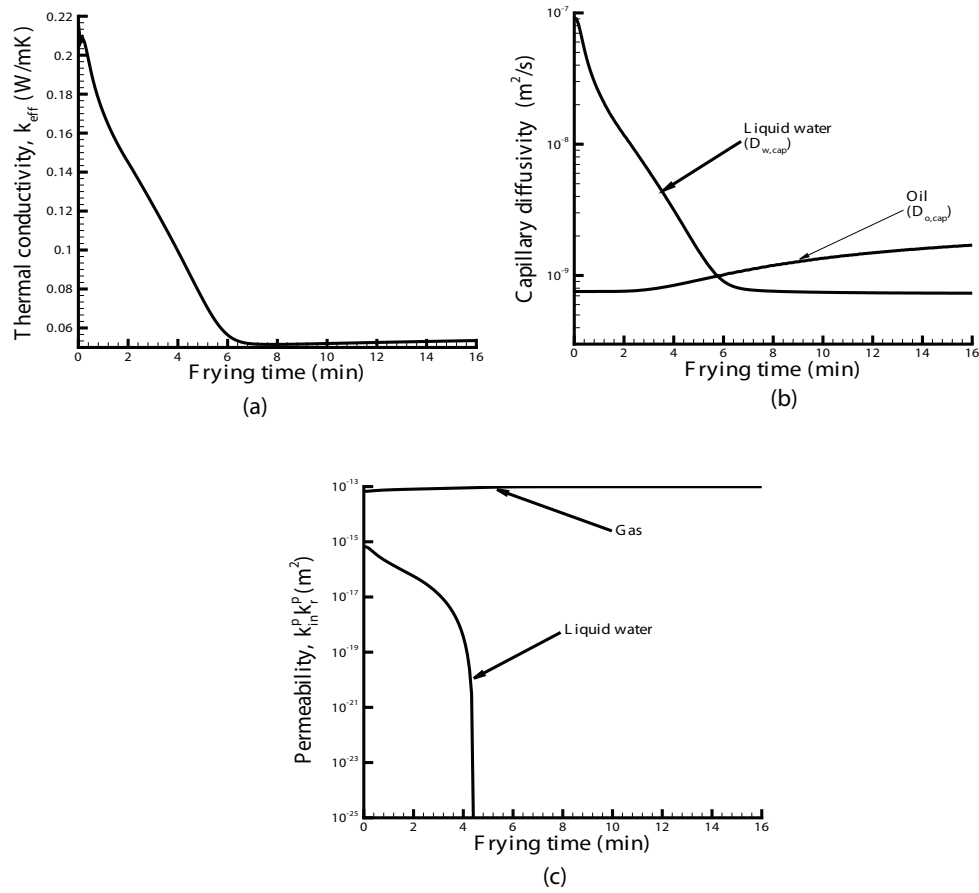 0.22
0.2
0.18
0.16
0.14
0.12
0.1
0.08
0.06
Thermal conductivity, k_eff (W/mK)
0 2 4 6 8 10 12 14 16
Frying time (min)
(a)
10^-7
10^-8
10^-9
Capillary diffusivity (m²/s)
Liquid water
(D_w,cap)
Oil
(D_o,cap)
0 2 4 6 8 10 12 14 16
Frying time (min)
(b)
10^-13
10^-15
10^-17
10^-19
10^-21
10^-23
10^-25
Permeability, k_in^p k_r^p (m²)
Gas
Liquid water
0 2 4 6 8 10 12 14 16
Frying time (min)
(c)